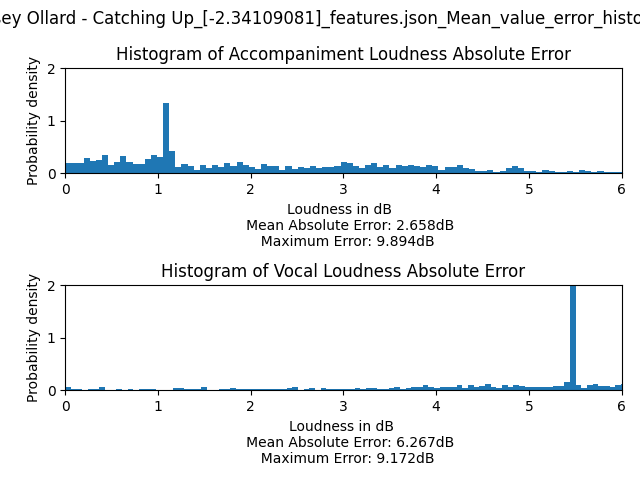 sey Ollard - Catching Up_[-2.34109081]_features.json_Mean_value_error_histo
Histogram of Accompaniment Loudness Absolute Error
Probability density
2
1
0
0 1 2 3 4 5 6
Loudness in dB
Mean Absolute Error: 2.658dB
Maximum Error: 9.894dB
Histogram of Vocal Loudness Absolute Error
Probability density
2
1
0
0 1 2 3 4 5 6
Loudness in dB
Mean Absolute Error: 6.267dB
Maximum Error: 9.172dB